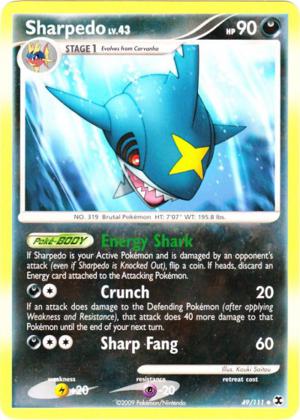 Sharpedo LV.43 HP 90
STAGE 1 Evolves from Carvanha
NO. 319 Brutal Pokémon HT: 7'07" WT: 195.8 lbs.
Poké-BODY Energy Shark
If Sharpedo is your Active Pokémon and is damaged by an opponent's
attack (even if Sharpedo is Knocked Out), flip a coin. If heads, discard an
Energy card attached to the Attacking Pokémon.
Crunch 20
If an attack does damage to the Defending Pokémon (after applying
Weakness and Resistance), that attack does 40 more damage to that
Pokémon until the end of your next turn.
Sharp Fang 60
Illus. Kouki Saitou
weakness resistance retreat cost
+20 -20
©2009 Pokémon 49/111